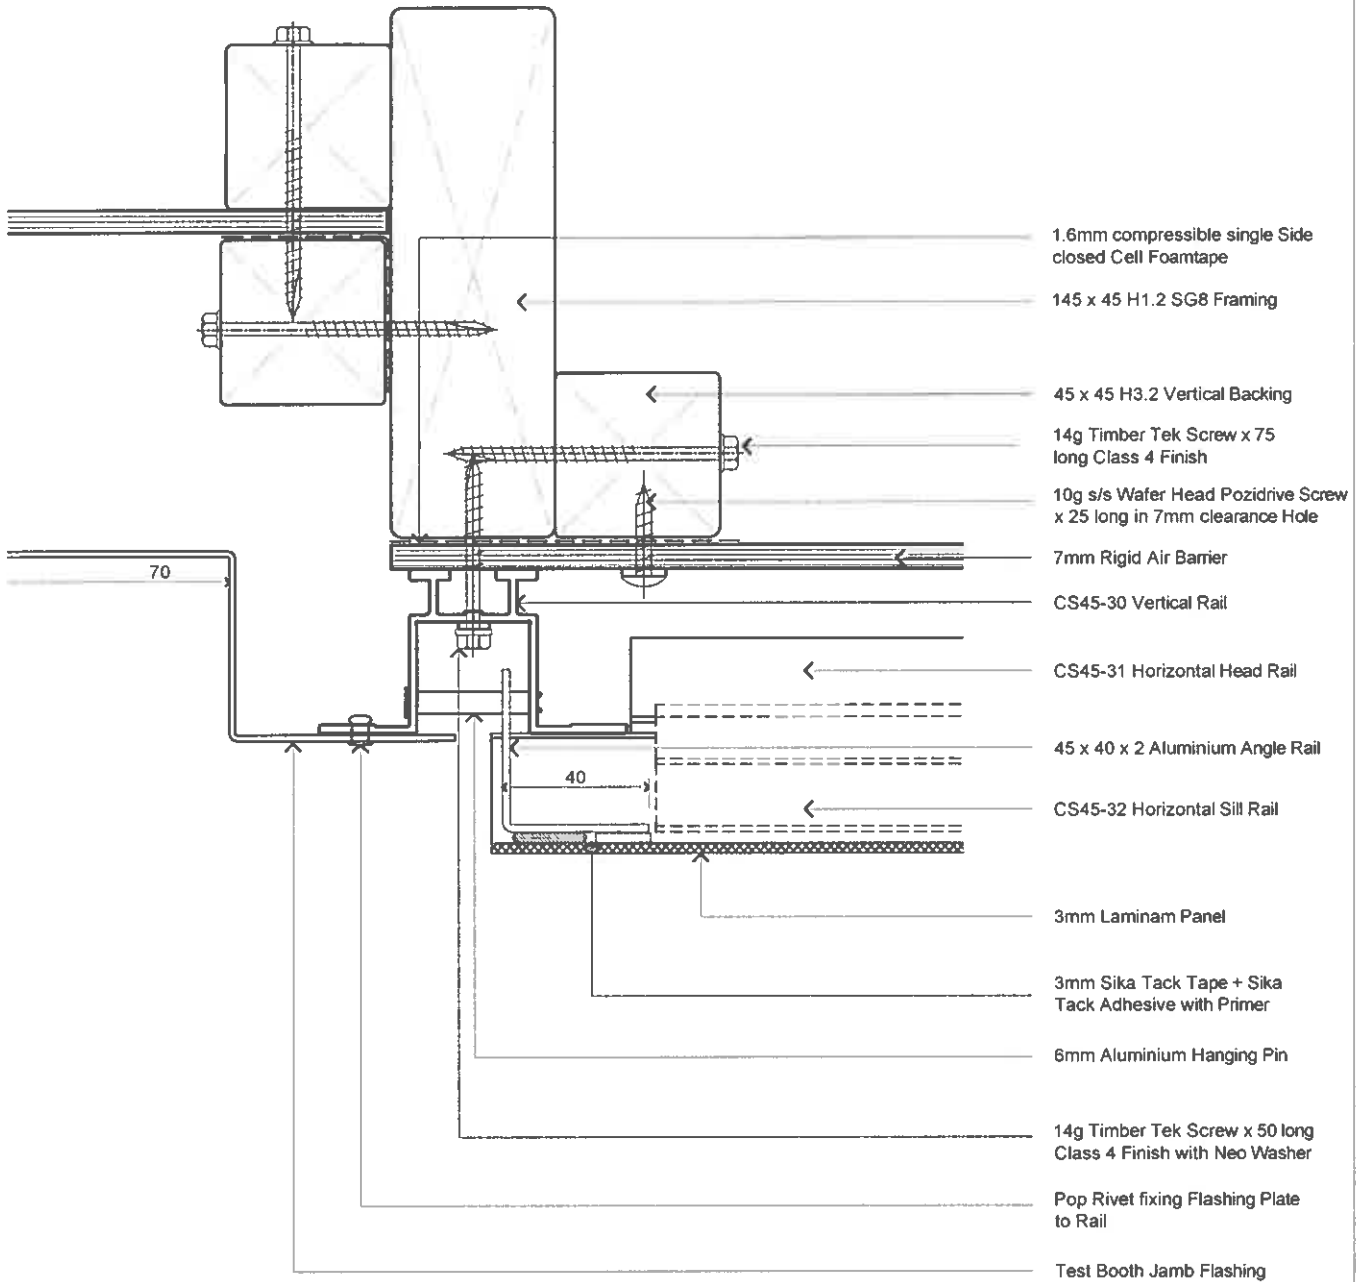 1.6mm compressible single Side
closed Cell Foamtape
145 x 45 H1.2 SG8 Framing
45 x 45 H3.2 Vertical Backing
14g Timber Tek Screw x 75
long Class 4 Finish
10g s/s Wafer Head Pozidrive Screw
x 25 long in 7mm clearance Hole
7mm Rigid Air Barrier
70
CS45-30 Vertical Rail
CS45-31 Horizontal Head Rail
45 x 40 x 2 Aluminium Angle Rail
40
CS45-32 Horizontal Sill Rail
3mm Laminam Panel
3mm Sika Tack Tape + Sika
Tack Adhesive with Primer
6mm Aluminium Hanging Pin
14g Timber Tek Screw x 50 long
Class 4 Finish with Neo Washer
Pop Rivet fixing Flashing Plate
to Rail
Test Booth Jamb Flashing